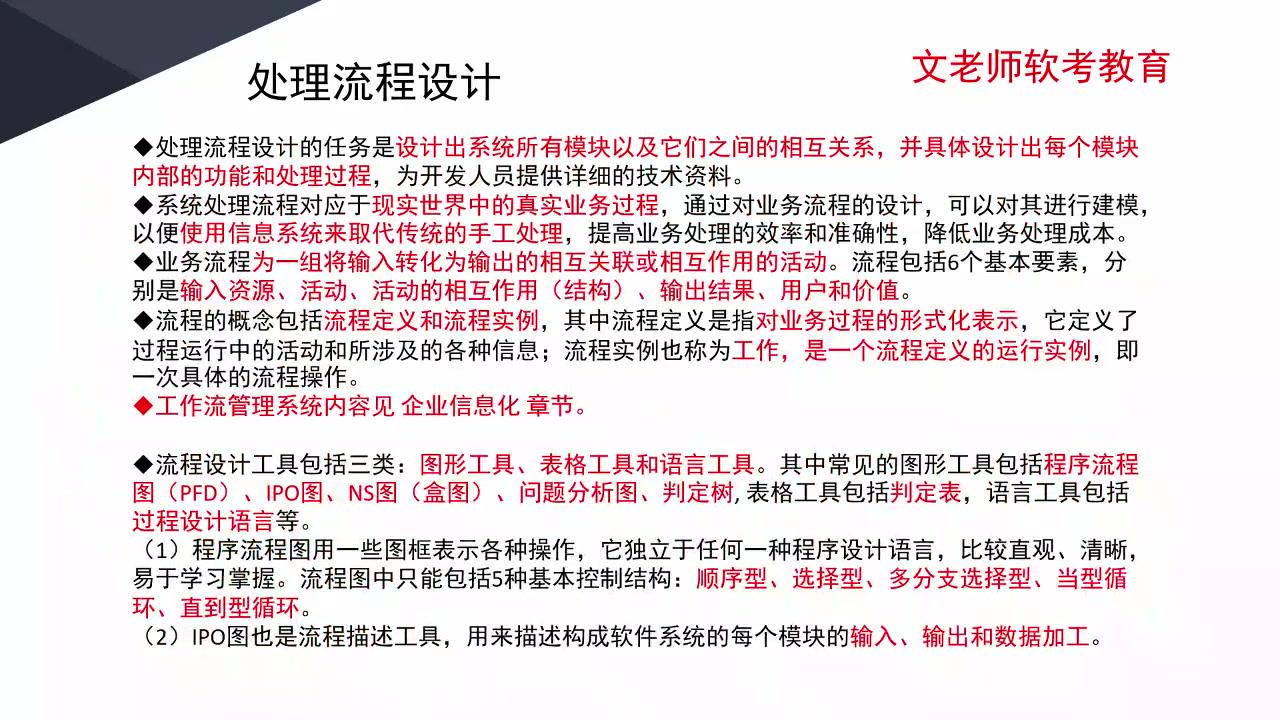 处理流程设计
文老师软考教育
◆处理流程设计的任务是设计出系统所有模块以及它们之间的相互关系，并具体设计出每个模块
内部的功能和处理过程，为开发人员提供详细的技术资料。
◆系统处理流程对应于现实世界中的真实业务过程，通过对业务流程的设计，可以对其进行建模，
以便使用信息系统来取代传统的手工处理，提高业务处理的效率和准确性，降低业务处理成本。
◆业务流程为一组将输入转化为输出的相互关联或相互作用的活动。流程包括6个基本要素，分
别是输入资源、活动、活动的相互作用（结构）、输出结果、用户和价值。
◆流程的概念包括流程定义和流程实例，其中流程定义是指对业务过程的形式化表示，它定义了
过程运行中的活动和所涉及的各种信息；流程实例也称为工作，是一个流程定义的运行实例，即
一次具体的流程操作。
◆工作流管理系统内容见 企业信息化 章节。
◆流程设计工具包括三类：图形工具、表格工具和语言工具。其中常见的图形工具包括程序流程
图（PFD）、IPO图、NS图（盒图）、问题分析图、判定树, 表格工具包括判定表，语言工具包括
过程设计语言等。
（1）程序流程图用一些图框表示各种操作，它独立于任何一种程序设计语言，比较直观、清晰，
易于学习掌握。流程图中只能包括5种基本控制结构：顺序型、选择型、多分支选择型、当型循
环、直到型循环。
（2）IPO图也是流程描述工具，用来描述构成软件系统的每个模块的输入、输出和数据加工。